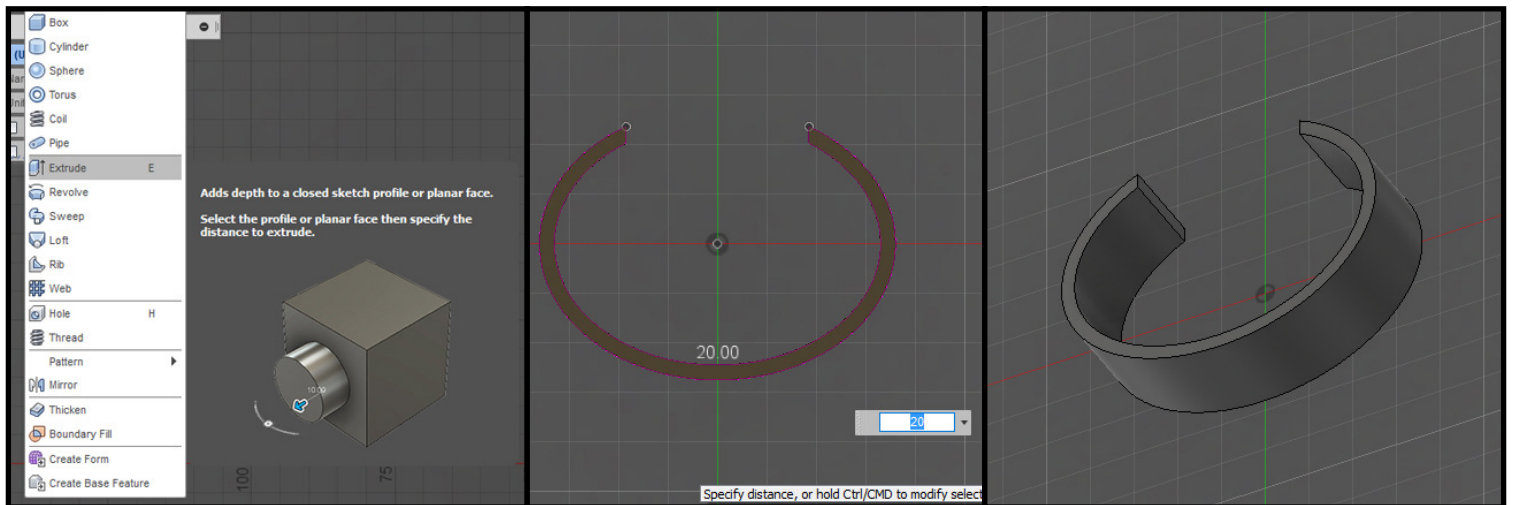 Box
Cylinder
Sphere
Torus
Coil
Pipe
Extrude E
Revolve
Sweep
Loft
Rib
Web
Hole H
Thread
Pattern
Mirror
Thicken
Boundary Fill
Create Form
Create Base Feature
(U
Adds depth to a closed sketch profile or planar face.
Select the profile or planar face then specify the
distance to extrude.
10.00
100
75
20.00
20
Specify distance, or hold Ctrl/CMD to modify select